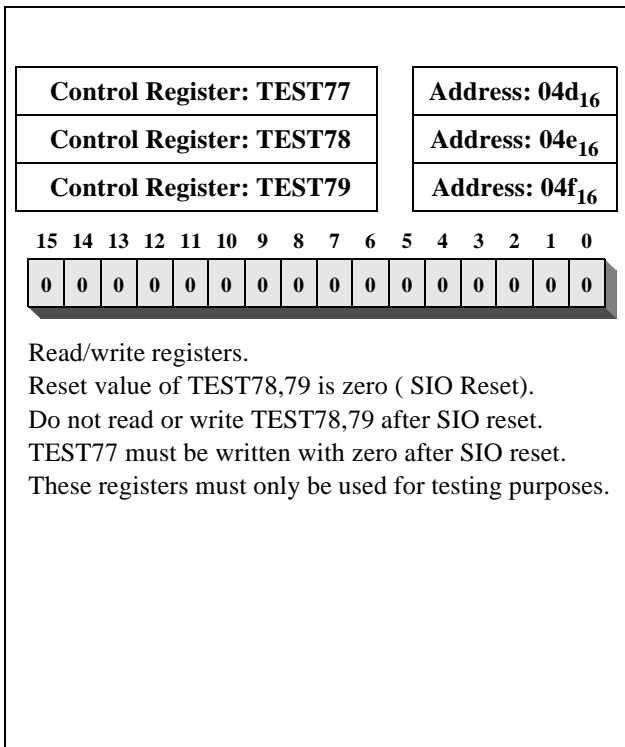 Control Register: TEST77 Address: 04d16
Control Register: TEST78 Address: 04e16
Control Register: TEST79 Address: 04f16
15 14 13 12 11 10 9 8 7 6 5 4 3 2 1 0
0 0 0 0 0 0 0 0 0 0 0 0 0 0 0 0
Read/write registers.
Reset value of TEST78,79 is zero ( SIO Reset).
Do not read or write TEST78,79 after SIO reset.
TEST77 must be written with zero after SIO reset.
These registers must only be used for testing purposes.